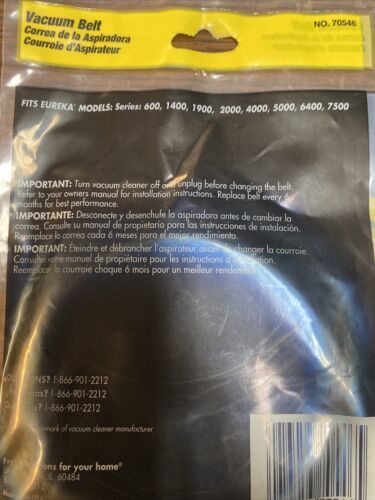 Vacuum Belt
NO. 70546
Correa de la Aspiradora
Courroie d'Aspirateur
FITS EUREKA® MODELS: Series: 600, 1400, 1900, 2000, 4000, 5000, 6400, 7500
IMPORTANT: Turn vacuum cleaner off and unplug before changing the belt.
Refer to your owners manual for installation instructions. Replace belt every 6
months for best performance.
IMPORTANTE: Desconecte y desenchufe la aspiradora antes de cambiar la
correa. Consulte su manual de propietario para las instrucciones de instalación.
Reemplace la correa cada 6 meses para el mejor rendimiento.
IMPORTANT: Éteindre et débrancher l'aspirateur avant de changer la courroie.
Consulter votre manuel de propriétaire pour les instructions d'installation.
Reemplacer la courroie chaque 6 mois pour un meilleur rendement.
1-866-901-2212
1-866-901-2212
1-866-901-2212
of vacuum cleaner manufacturer
for your home®
IL 60484